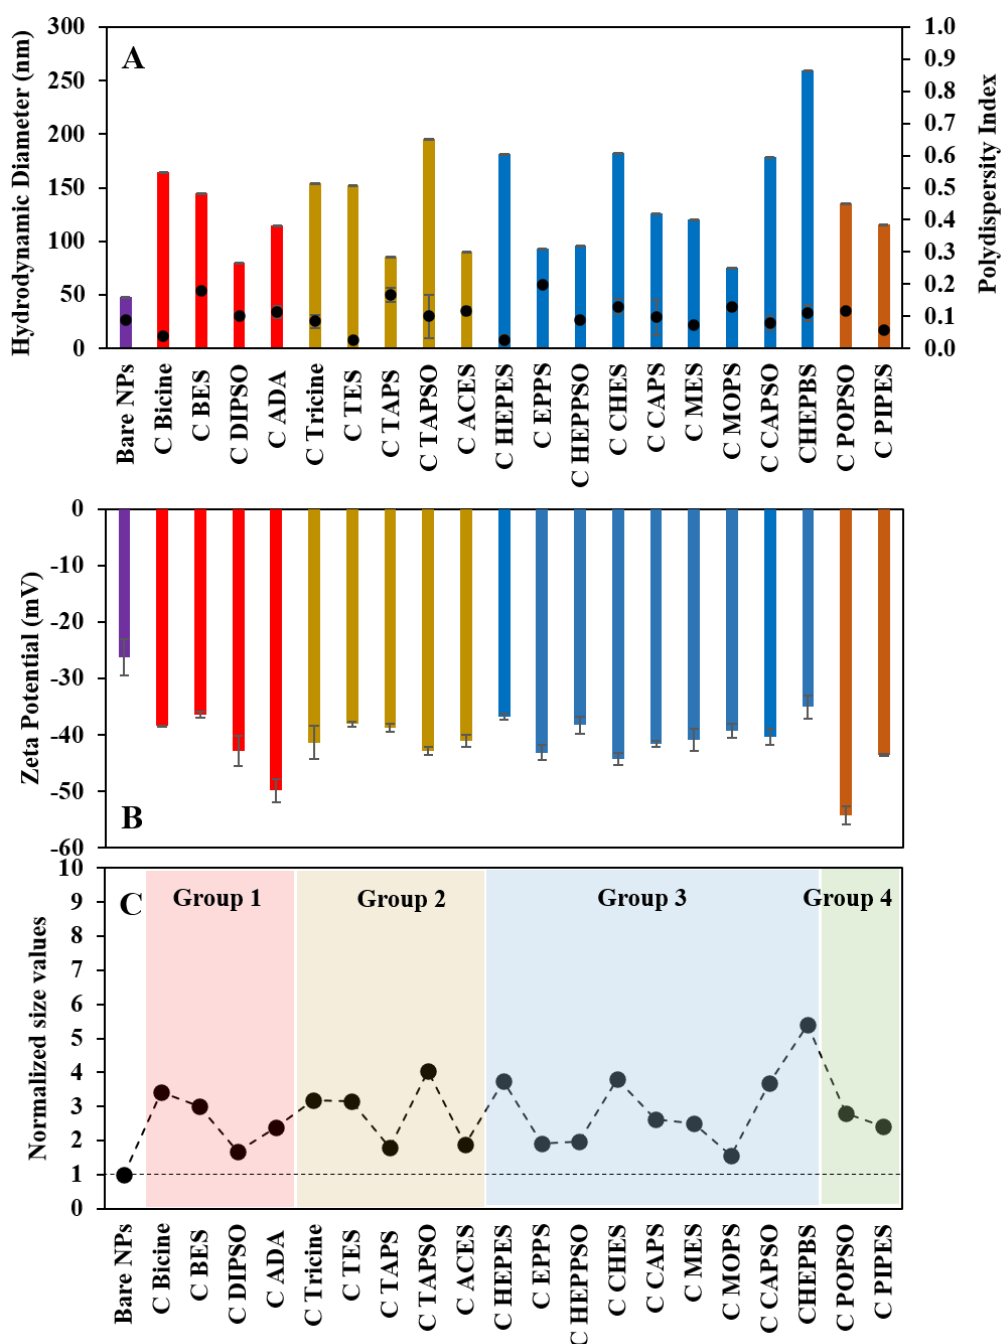 A
Hydrodynamic Diameter (nm)
300
250
200
150
100
50
0
Polydispersity Index
1.0
0.9
0.8
0.7
0.6
0.5
0.4
0.3
0.2
0.1
0.0
Bare NPs
C Bicine
C BES
C DIPSO
C ADA
C Tricine
C TES
C TAPS
C TAPSO
C ACES
C HEPES
C EPPS
C HEPPSO
C CHES
C CAPS
C MES
C MOPS
C CAPSO
CHEPBS
C POPSO
C PIPES
B
Zeta Potential (mV)
0
-10
-20
-30
-40
-50
-60
C
Normalized size values
10
9
8
7
6
5
4
3
2
1
0
Group 1
Group 2
Group 3
Group 4
Bare NPs
C Bicine
C BES
C DIPSO
C ADA
C Tricine
C TES
C TAPS
C TAPSO
C ACES
C HEPES
C EPPS
C HEPPSO
C CHES
C CAPS
C MES
C MOPS
C CAPSO
CHEPBS
C POPSO
C PIPES